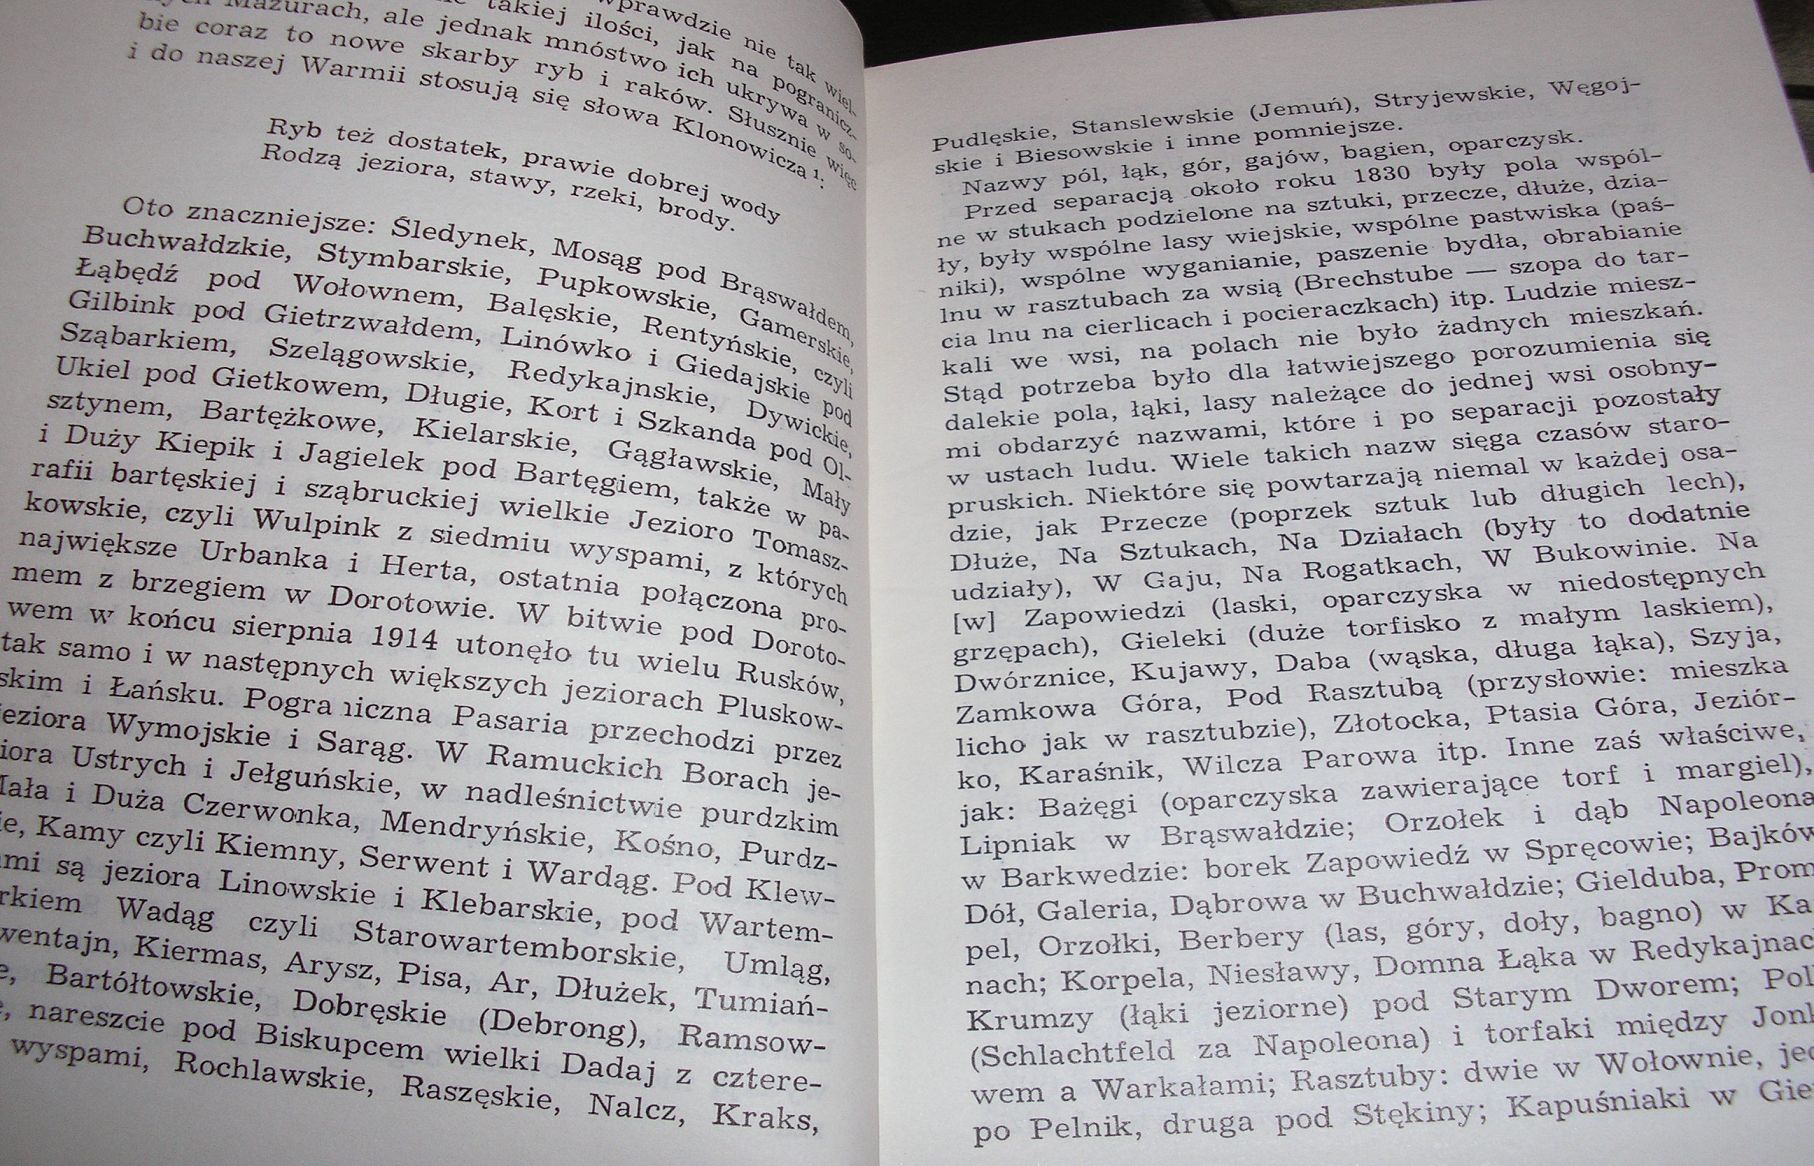 wprawdzie nie tak wiel-
takiej ilości, jak na pogranicz-
Mazurach, ale jednak mnóstwo ich ukrywa w so-
bie coraz to nowe skarby ryb i raków. Słusznie więc
i do naszej Warmii stosują się słowa Klonowicza ¹:
Ryb też dostatek, prawie dobrej wody
Rodzą jeziora, stawy, rzeki, brody.
Oto znaczniejsze: Śledynek, Mosąg pod Brąswałdem,
Buchwałdzkie, Stymbarskie, Pupkowskie, Gamerskie,
Łąbędź pod Wołownem, Balęskie, Rentyńskie, czyli
Gilbink pod Gietrzwałdem, Linówko i Giedajskie pod
Sząbarkiem, Szelągowskie, Redykajnskie, Dywickie,
Ukiel pod Gietkowem, Długie, Kort i Szkanda pod Ol-
sztynem, Bartężkowe, Kielarskie, Gągławskie, Mały
i Duży Kiepik i Jagielek pod Bartęgiem, także w pa-
rafii bartęskiej i sząbruckiej wielkie Jezioro Tomasz-
kowskie, czyli Wulpink z siedmiu wyspami, z których
największe Urbanka i Herta, ostatnia połączona pro-
mem z brzegiem w Dorotowie. W bitwie pod Doroto-
wem w końcu sierpnia 1914 utonęło tu wielu Rusków,
tak samo i w następnych większych jeziorach Pluskow-
skim i Łańsku. Pogra iczna Pasaria przechodzi przez
jeziora Wymojskie i Sarąg. W Ramuckich Borach je-
ziora Ustrych i Jełguńskie, w nadleśnictwie purdzkim
Mała i Duża Czerwonka, Mendryńskie, Kośno, Purdz-
ie, Kamy czyli Kiemny, Serwent i Wardąg. Pod Klew-
ami są jeziora Linowskie i Klebarskie, pod Wartem-
rkiem Wadąg czyli Starowartemborskie, Umląg,
wentajn, Kiermas, Arysz, Pisa, Ar, Dłużek, Tumiań-
e, Bartółtowskie, Dobręskie (Debrong), Ramsow-
e, nareszcie pod Biskupcem wielki Dadaj z cztere-
wyspami, Rochlawskie, Raszęskie, Nalcz, Kraks,
Pudlęskie, Stanslewskie (Jemuń), Stryjewskie, Węgoj-
skie i Biesowskie i inne pomniejsze.
Nazwy pól, łąk, gór, gajów, bagien, oparczysk.
Przed separacją około roku 1830 były pola wspól-
ne w stukach podzielone na sztuki, przecze, dłuże, dzia-
ły, były wspólne lasy wiejskie, wspólne pastwiska (paś-
niki), wspólne wyganianie, paszenie bydła, obrabianie
lnu w rasztubach za wsią (Brechstube — szopa do tar-
cia lnu na cierlicach i pocieraczkach) itp. Ludzie miesz-
kali we wsi, na polach nie było żadnych mieszkań.
Stąd potrzeba było dla łatwiejszego porozumienia się
dalekie pola, łąki, lasy należące do jednej wsi osobny-
mi obdarzyć nazwami, które i po separacji pozostały
w ustach ludu. Wiele takich nazw sięga czasów staro-
pruskich. Niektóre się powtarzają niemal w każdej osa-
dzie, jak Przecze (poprzek sztuk lub długich lech),
Dłuże, Na Sztukach, Na Działach (były to dodatnie
udziały), W Gaju, Na Rogatkach, W Bukowinie. Na
[w] Zapowiedzi (laski, oparczyska w niedostępnych
grzępach), Gieleki (duże torfisko z małym laskiem),
Dwórznice, Kujawy, Daba (wąska, długa łąka), Szyja,
Zamkowa Góra, Pod Rasztubą (przysłowie: mieszka
licho jak w rasztubzie), Złotocka, Ptasia Góra, Jeziór-
ko, Karaśnik, Wilcza Parowa itp. Inne zaś właściwe,
jak: Bażęgi (oparczyska zawierające torf i margiel),
Lipniak w Brąswałdzie; Orzołek i dąb Napoleona
w Barkwedzie: borek Zapowiedź w Spręcowie; Bajków
Dół, Galeria, Dąbrowa w Buchwałdzie; Gielduba, Prom
pel, Orzołki, Berbery (las, góry, doły, bagno) w Ka
nach; Korpela, Niesławy, Domna Łąka w Redykajnac
Krumzy (łąki jeziorne) pod Starym Dworem; Pol
(Schlachtfeld za Napoleona) i torfaki między Jonk
wem a Warkałami; Rasztuby: dwie w Wołownie, jed
po Pelnik, druga pod Stękiny; Kapuśniaki w Gie